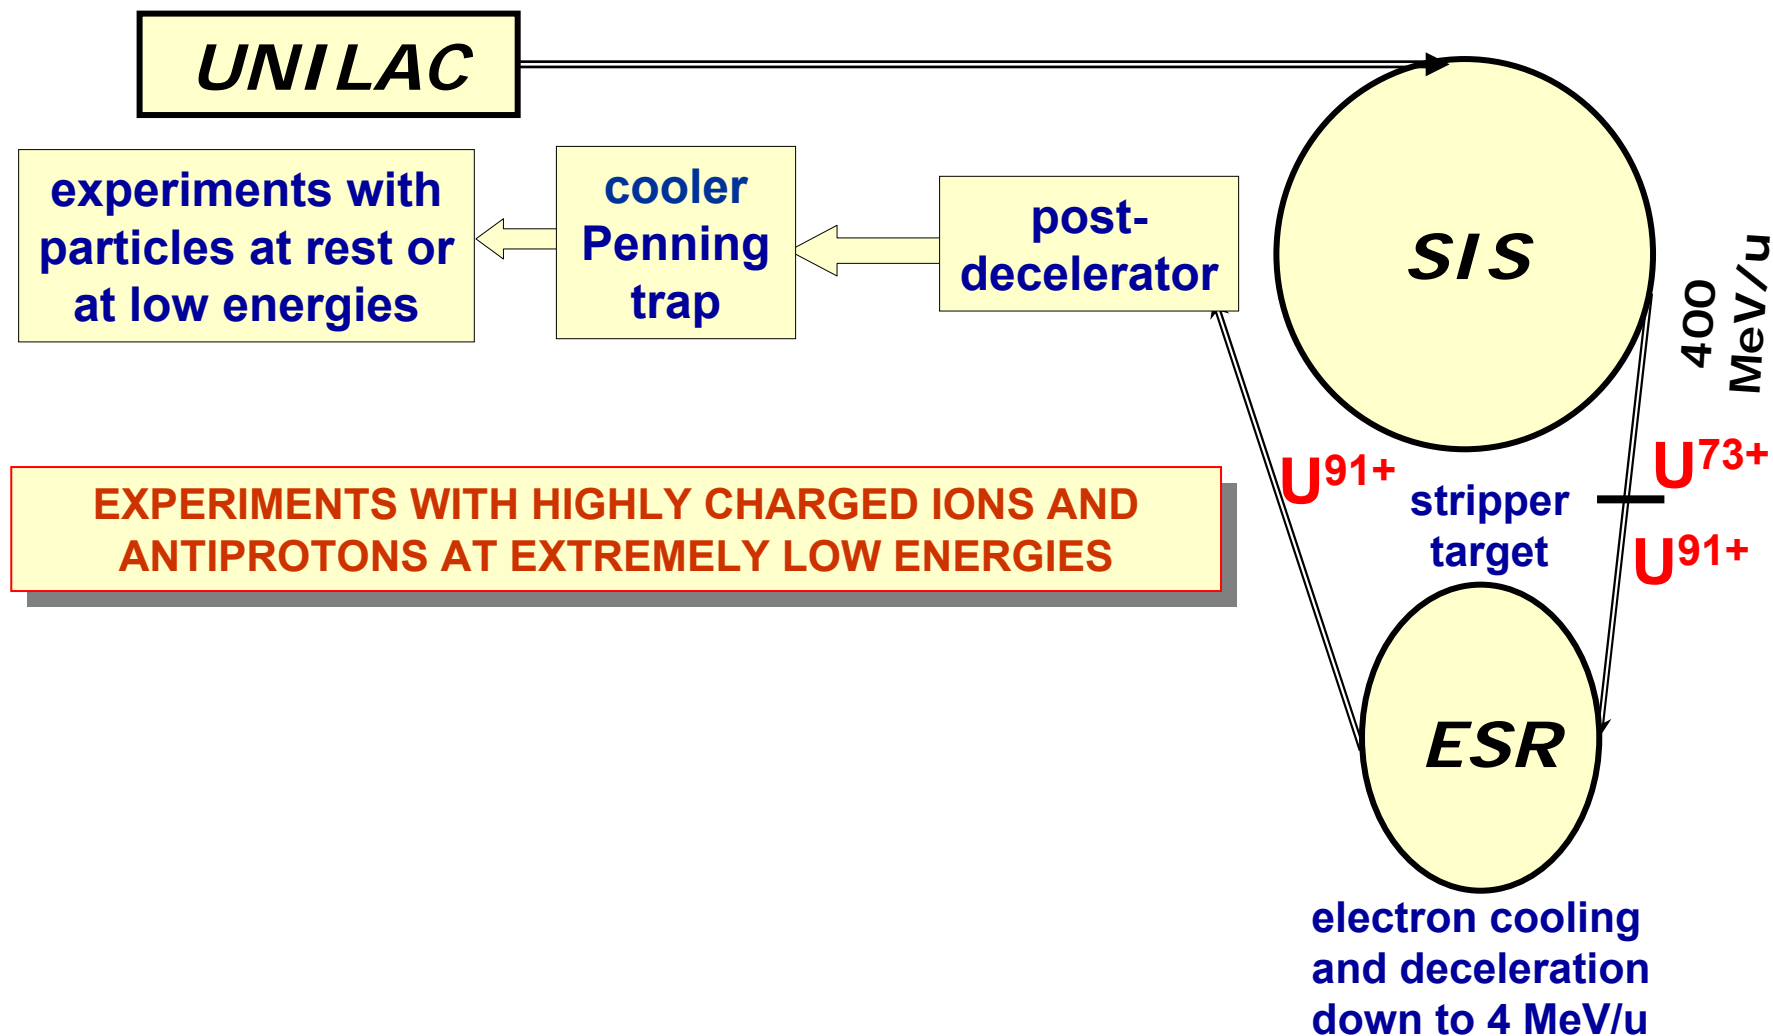 UNILAC
experiments with
particles at rest or
at low energies
cooler
Penning
trap
post-
decelerator
SIS
400
MeV/u
U73+
stripper
target
U91+
U91+
EXPERIMENTS WITH HIGHLY CHARGED IONS AND
ANTIPROTONS AT EXTREMELY LOW ENERGIES
ESR
electron cooling
and deceleration
down to 4 MeV/u